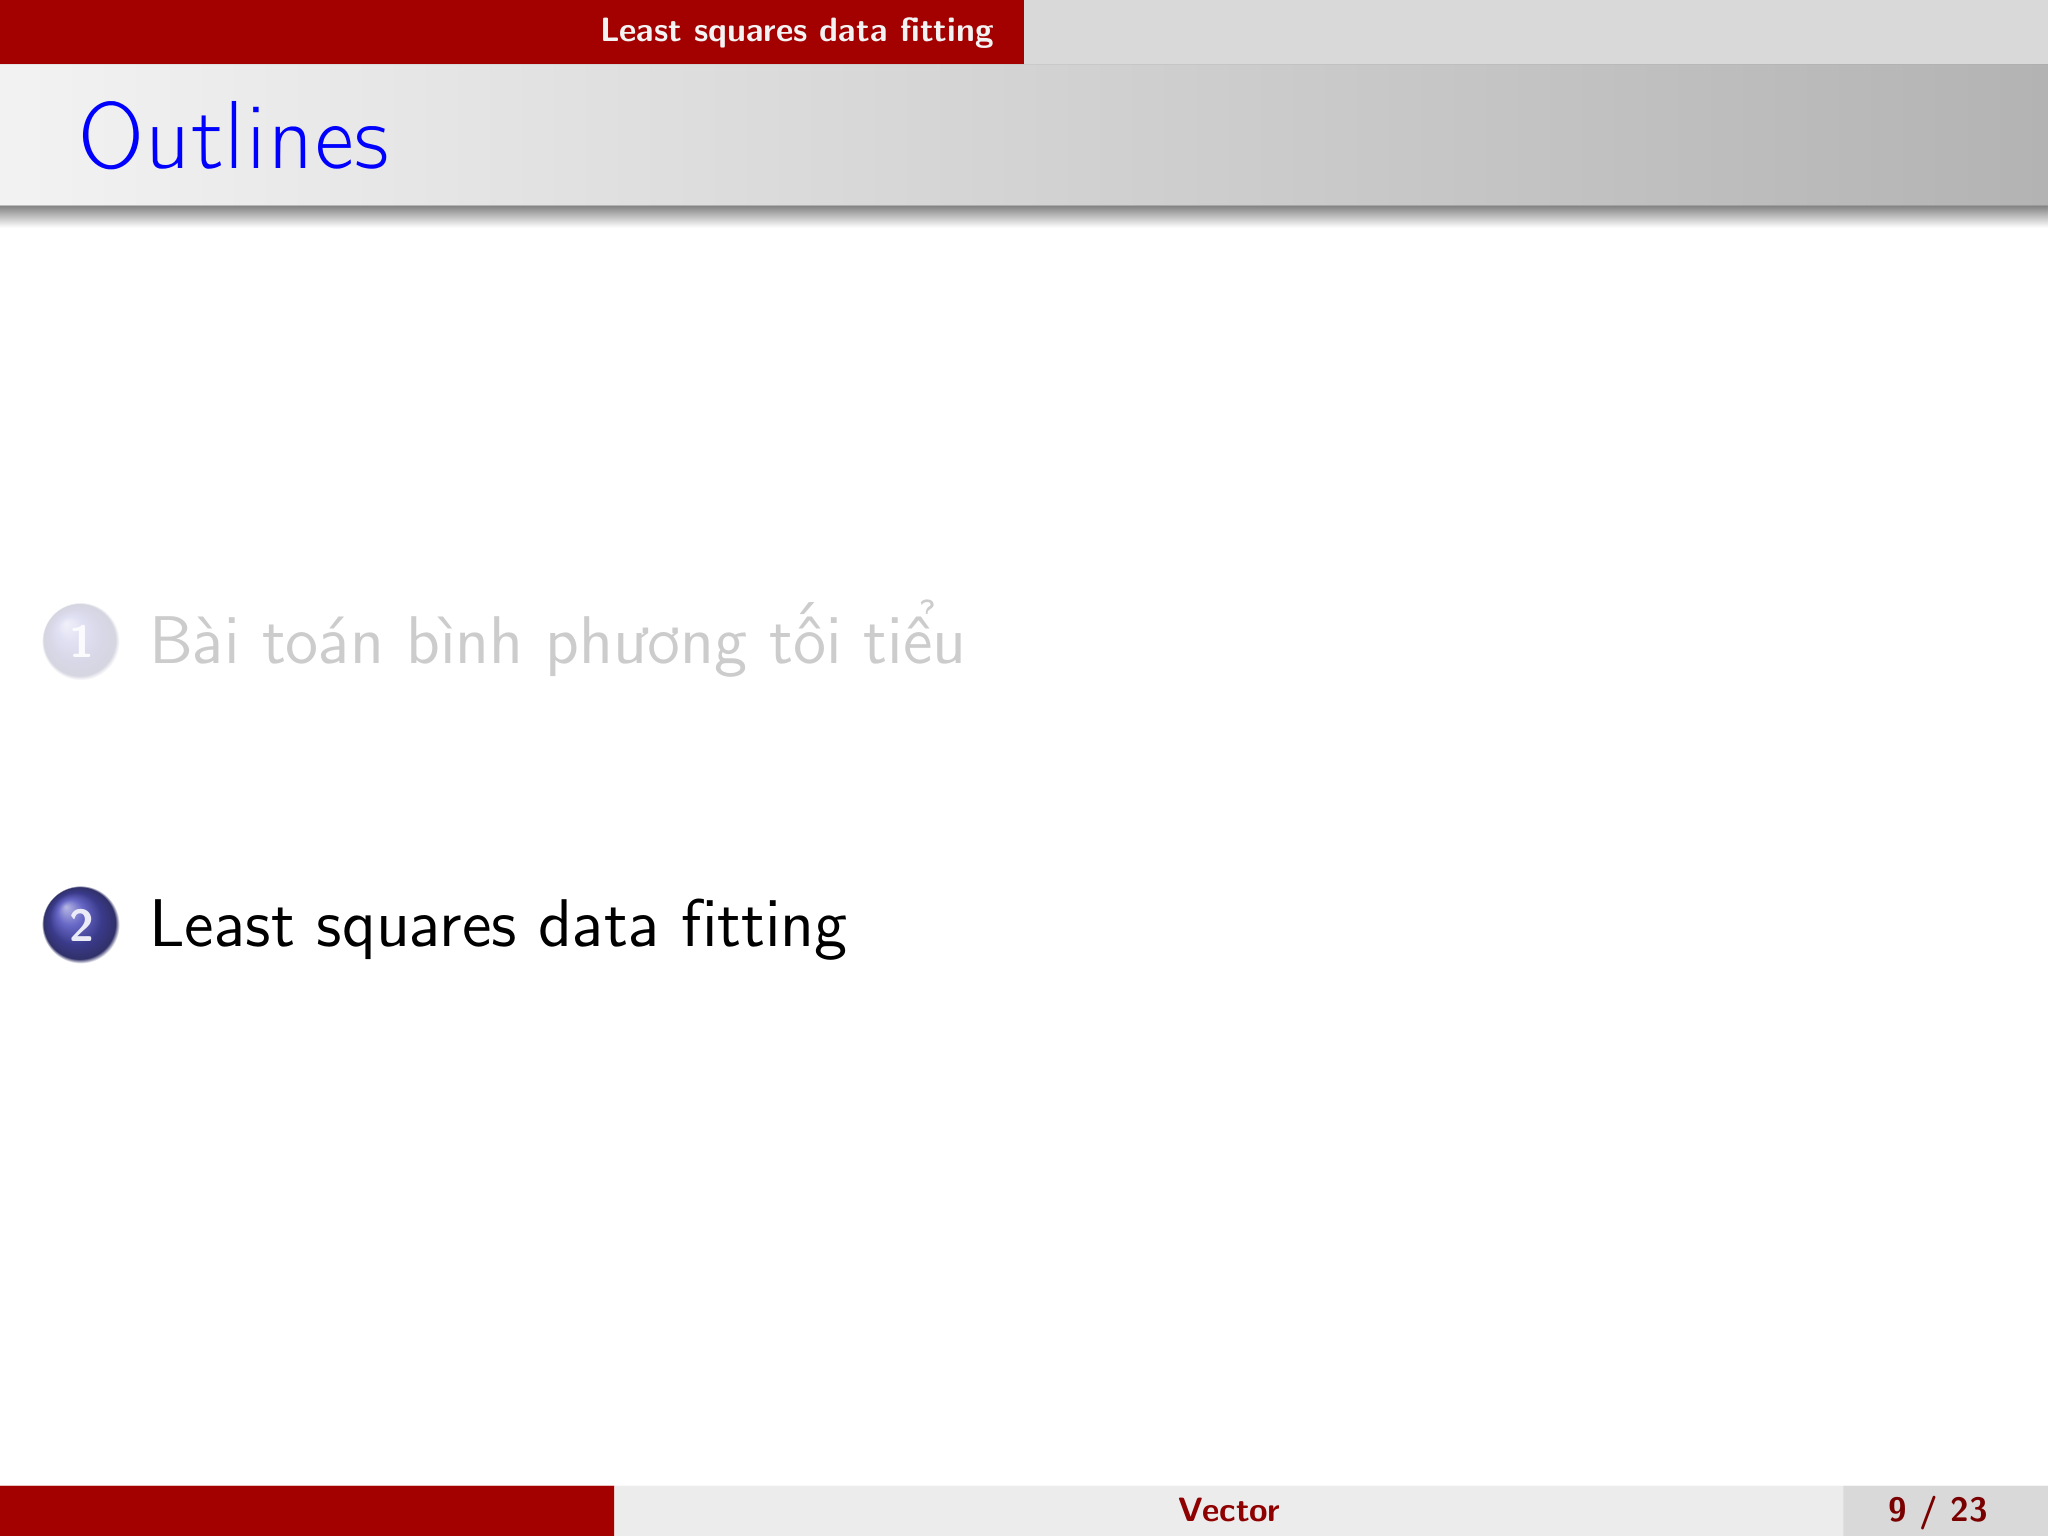 Least squares data fitting
Outlines
1 Bài toán bình phương tối tiểu
2 Least squares data fitting
Vector
9 / 23